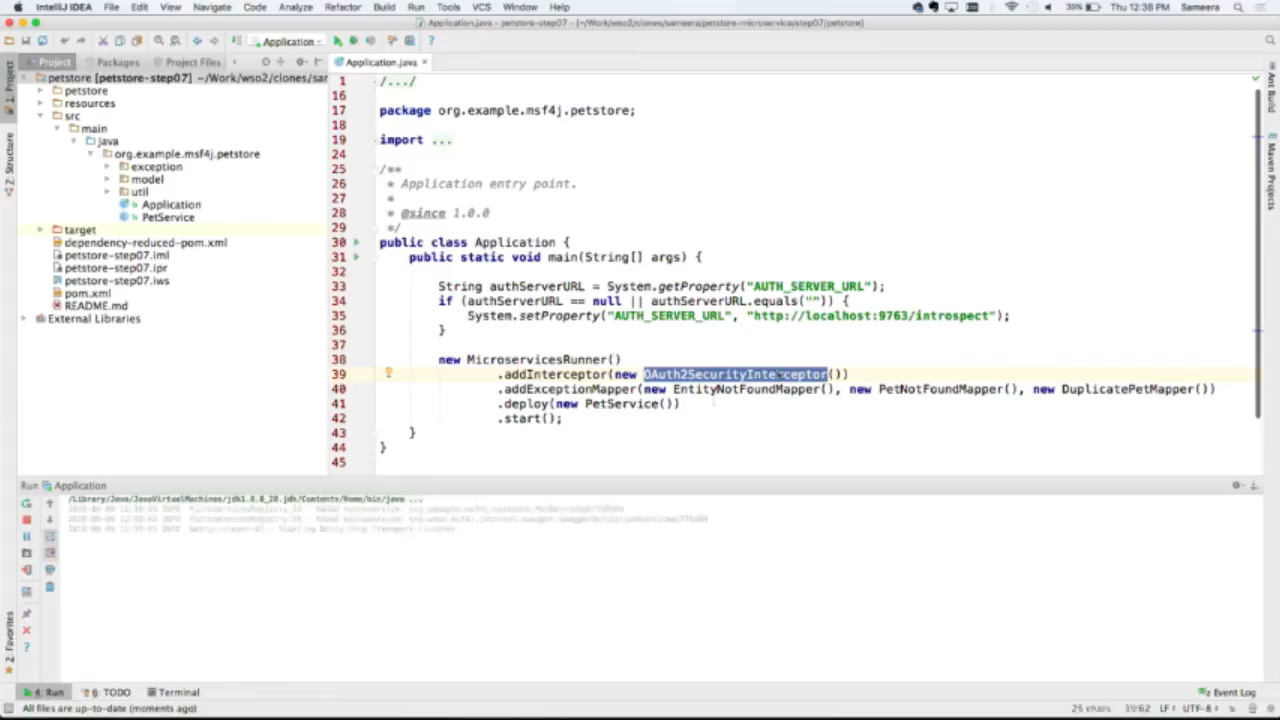 IntelliJ IDEA File Edit View Navigate Code Analyze Refactor Build Run Tools VCS Window Help 39% Thu 12:38 PM Sameera
Application.java - petstore-step07 - [~/Work/wso2/clones/sameera/petstore-microservice/step07/petstore]
Application
Project Packages Project Files Application.java
1: Project
Z: Structure
2: Favorites
Ant Build
Maven Projects
petstore [petstore-step07] ~/Work/wso2/clones/sar
petstore
resources
src
main
java
org.example.msf4j.petstore
exception
model
util
Application
PetService
target
dependency-reduced-pom.xml
petstore-step07.iml
petstore-step07.ipr
petstore-step07.iws
pom.xml
README.md
External Libraries
1 /.../
16
17 package org.example.msf4j.petstore;
18
19 import ...
24
25 /**
26 * Application entry point.
27 *
28 * @since 1.0.0
29 */
30 public class Application {
31 public static void main(String[] args) {
32
33 String authServerURL = System.getProperty("AUTH_SERVER_URL");
34 if (authServerURL == null || authServerURL.equals("")) {
35 System.setProperty("AUTH_SERVER_URL", "http://localhost:9763/introspect");
36 }
37
38 new MicroservicesRunner()
39 .addInterceptor(new OAuth2SecurityInterceptor())
40 .addExceptionMapper(new EntityNotFoundMapper(), new PetNotFoundMapper(), new DuplicatePetMapper())
41 .deploy(new PetService())
42 .start();
43 }
44 }
45
Run Application
/Library/Java/JavaVirtualMachines/jdk1.8.0_20.jdk/Contents/Home/bin/java ...
4: Run 6: TODO Terminal Event Log
All files are up-to-date (moments ago) 25 chars 39:62 LF UTF-8